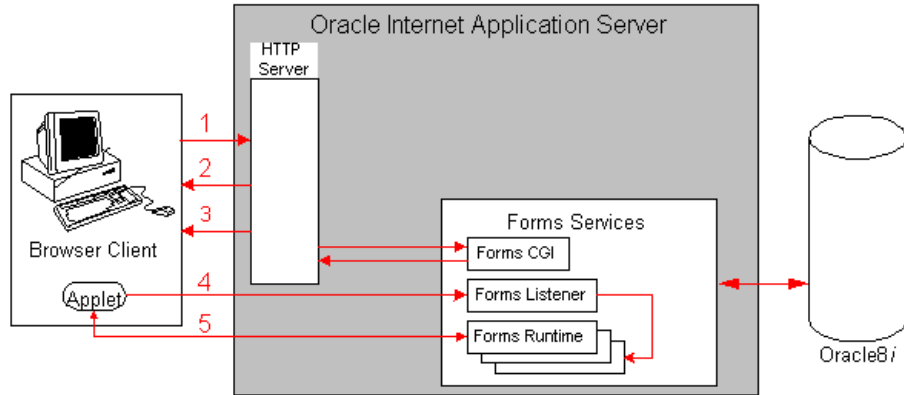 Oracle Internet Application Server
HTTP
Server
1
2
3
Browser Client
Applet
4
5
Forms Services
Forms CGI
Forms Listener
Forms Runtime
Oracle8i